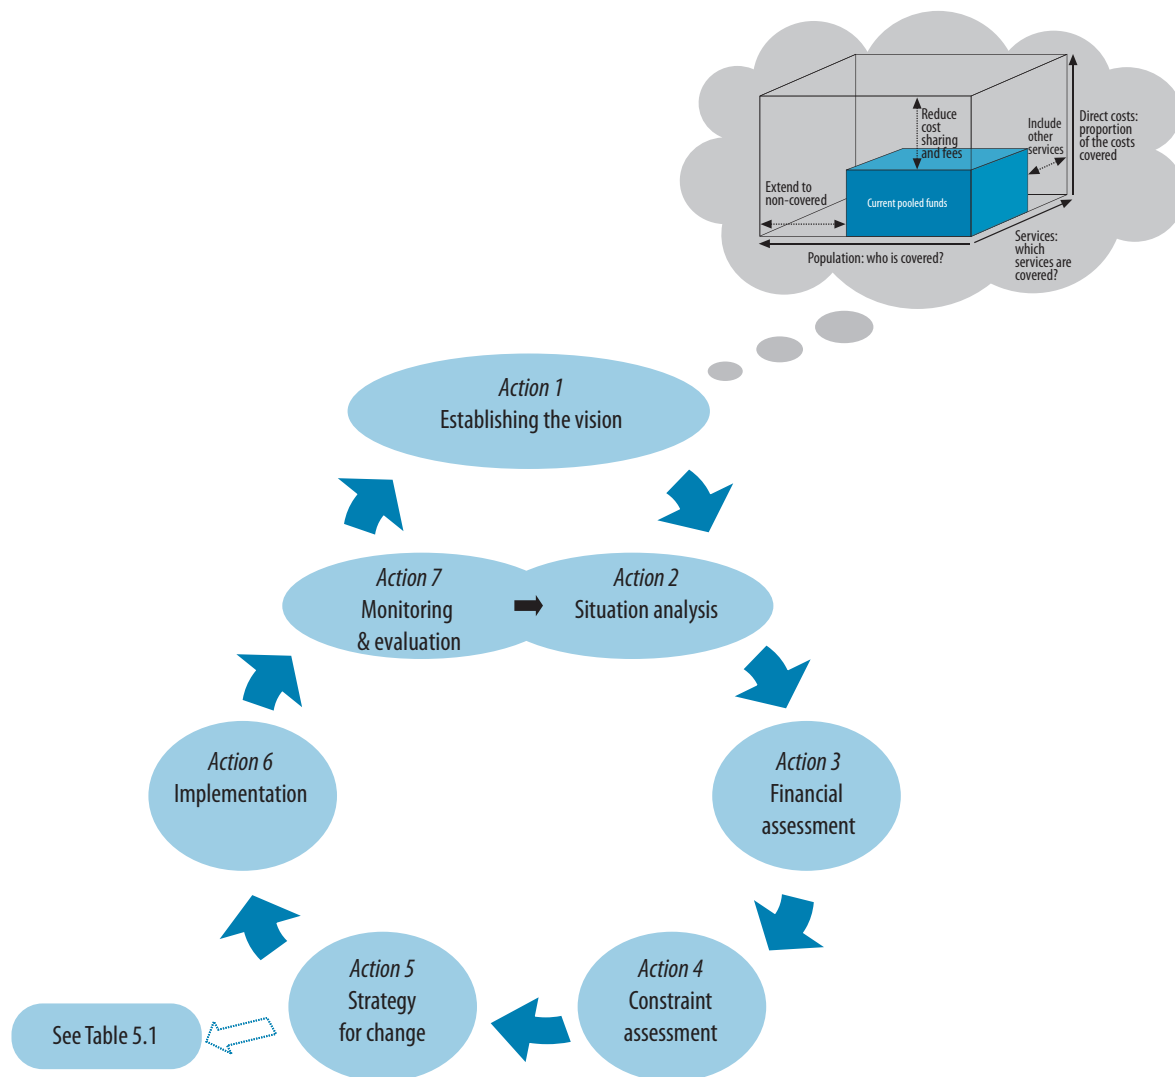 Reduce
cost
sharing
and fees
Include
other
services
Direct costs:
proportion
of the costs
covered
Extend to
non-covered
Current pooled funds
Population: who is covered?
Services:
which
services are
covered?
Action 1
Establishing the vision
Action 7
Monitoring
& evaluation
Action 2
Situation analysis
Action 6
Implementation
Action 3
Financial
assessment
Action 5
Strategy
for change
Action 4
Constraint
assessment
See Table 5.1